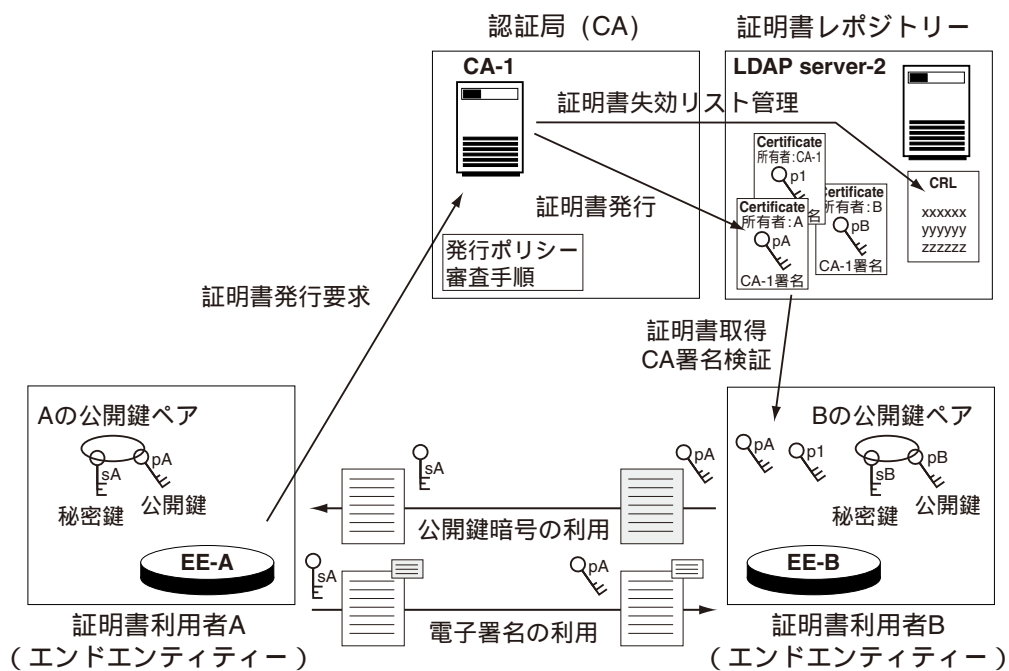 認証局 (CA)
証明書レポジトリー
CA-1
LDAP server-2
証明書失効リスト管理
Certificate
所有者:CA-1
p1
名
Certificate
所有者:A
pA
CA-1署名
ertificate
所有者:B
pB
CA-1署名
CRL
xxxxxx
yyyyyy
zzzzzz
証明書発行
発行ポリシー
審査手順
証明書発行要求
証明書取得
CA署名検証
Aの公開鍵ペア
sA
pA
秘密鍵
公開鍵
EE-A
Bの公開鍵ペア
pA
p1
sB
pB
秘密鍵
公開鍵
EE-B
sA
pA
公開鍵暗号の利用
sA
pA
電子署名の利用
証明書利用者A
(エンドエンティティー)
証明書利用者B
(エンドエンティティー)